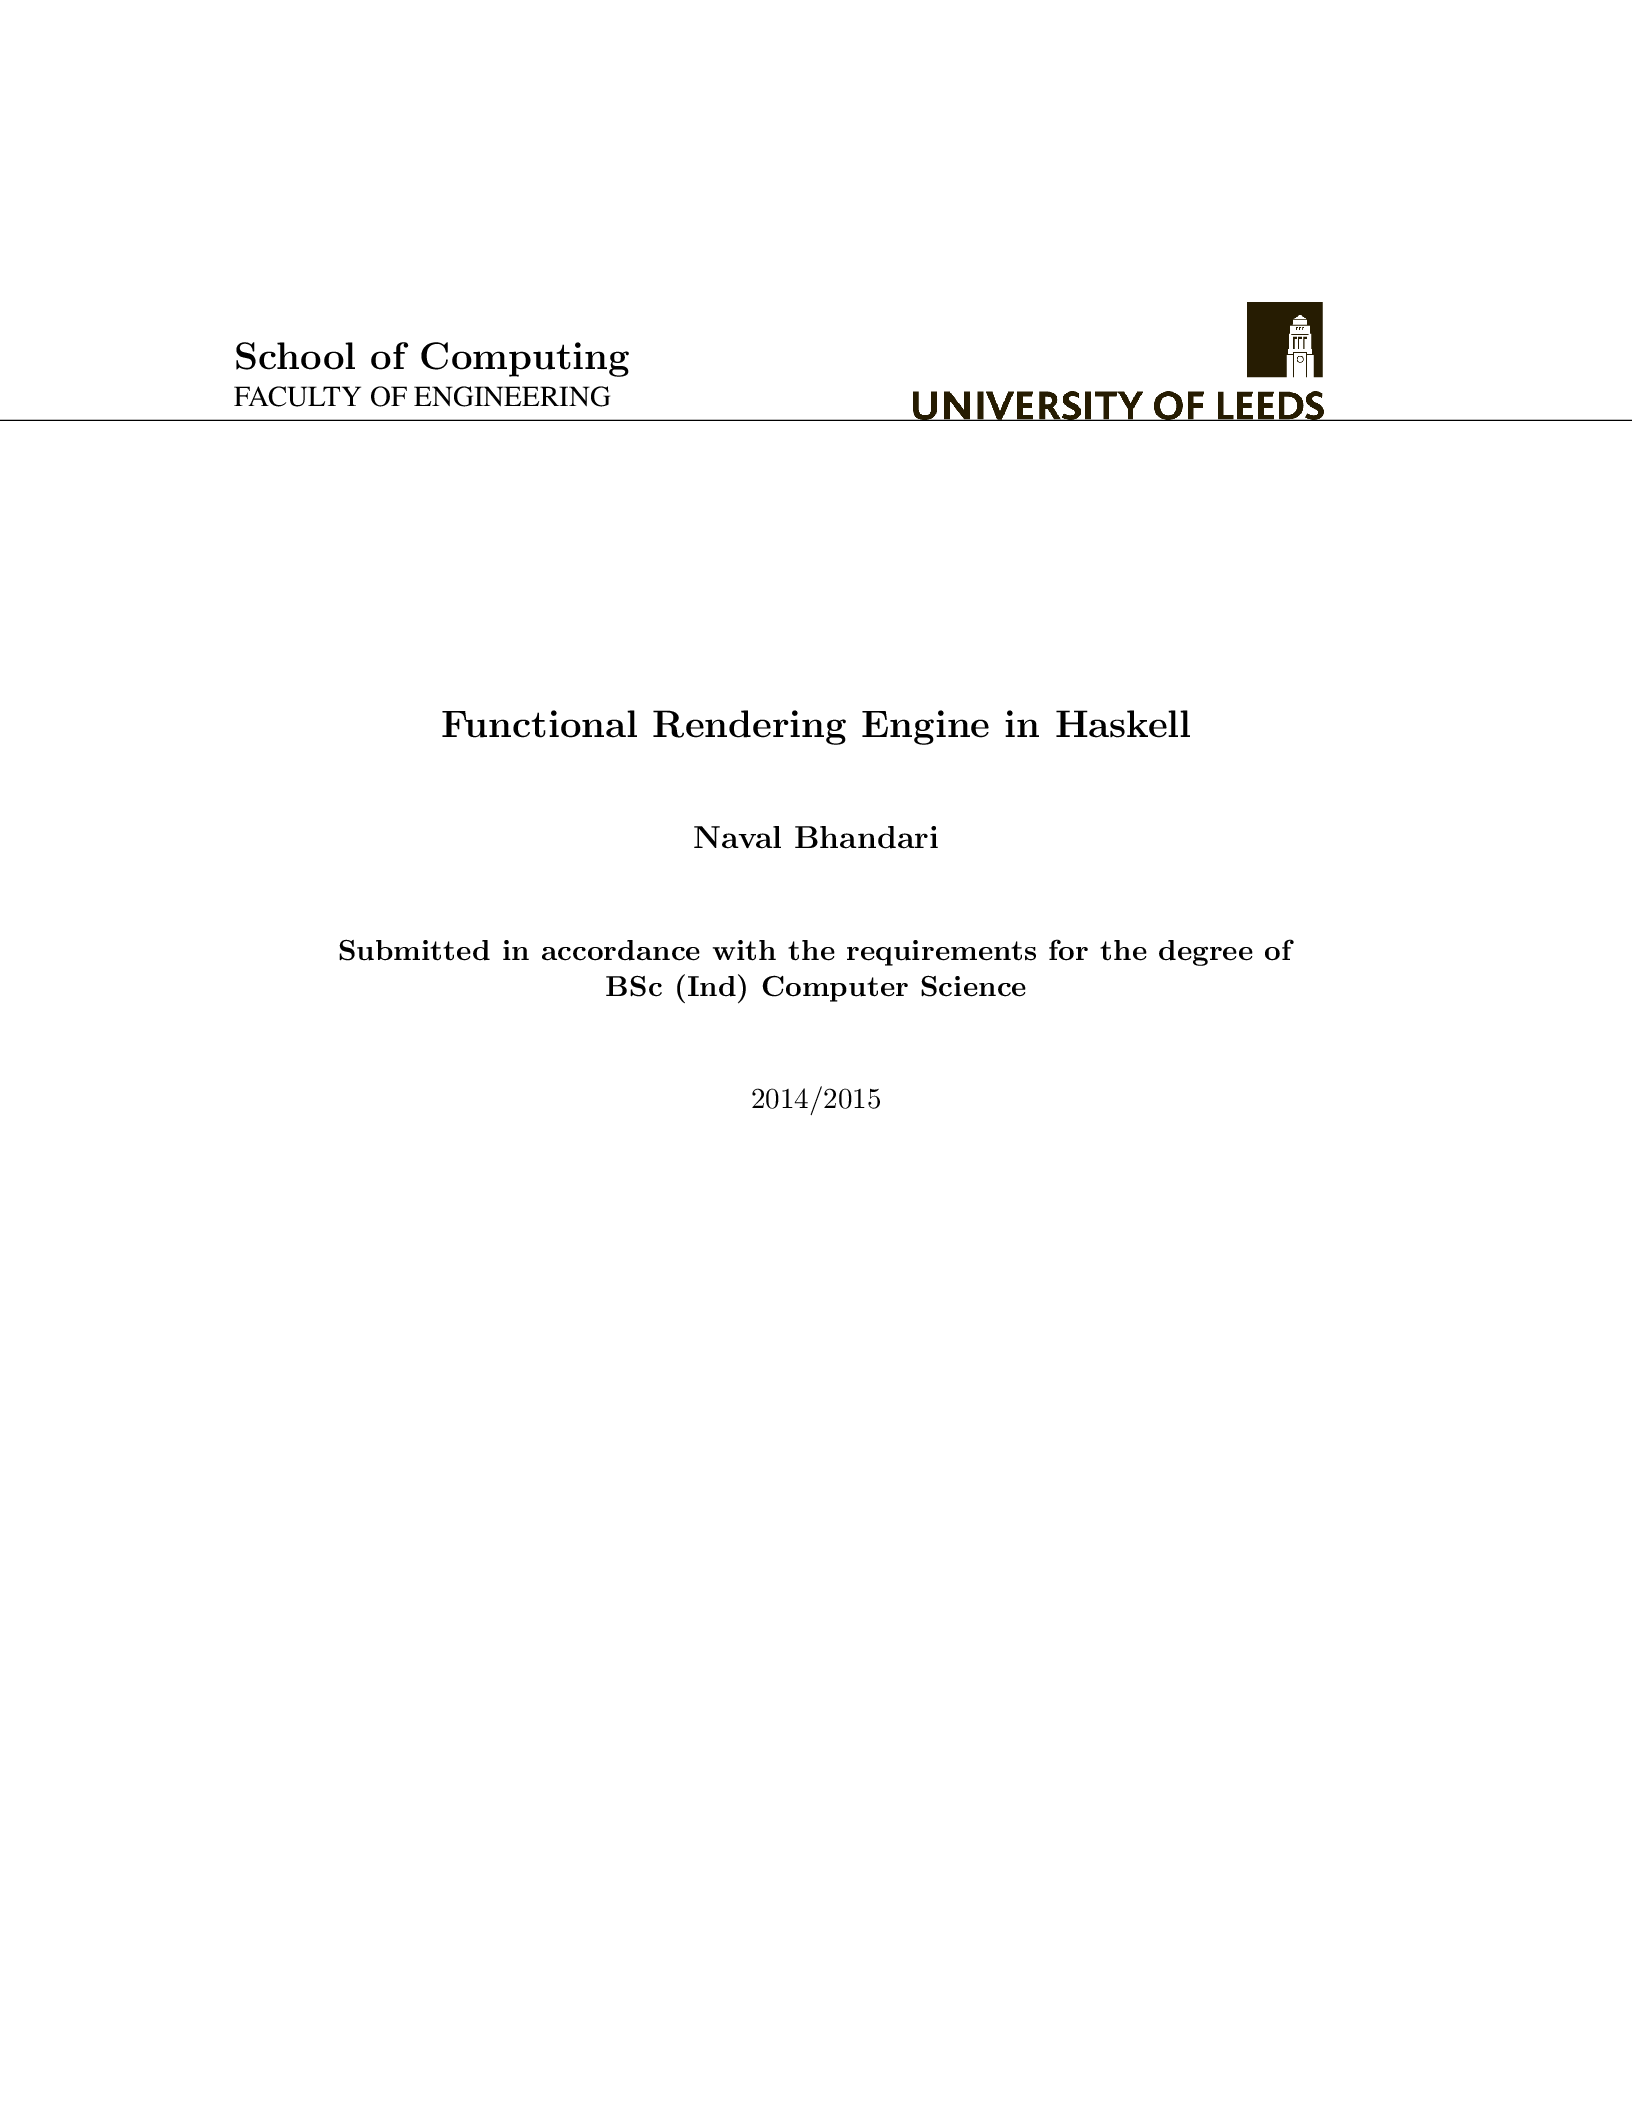 School of Computing
FACULTY OF ENGINEERING
UNIVERSITY OF LEEDS
Functional Rendering Engine in Haskell
Naval Bhandari
Submitted in accordance with the requirements for the degree of
BSc (Ind) Computer Science
2014/2015